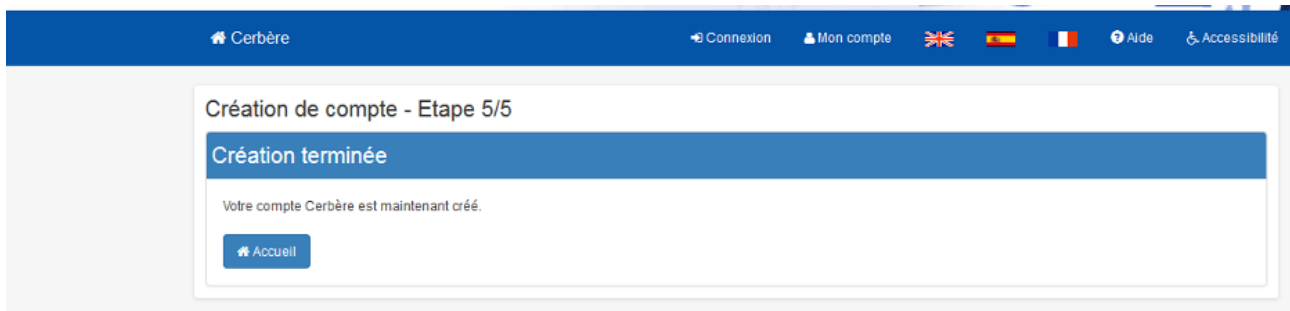 Cerbère
Connexion
Mon compte
Aide
Accessibilité
Création de compte - Etape 5/5
Création terminée
Votre compte Cerbère est maintenant créé.
Accueil